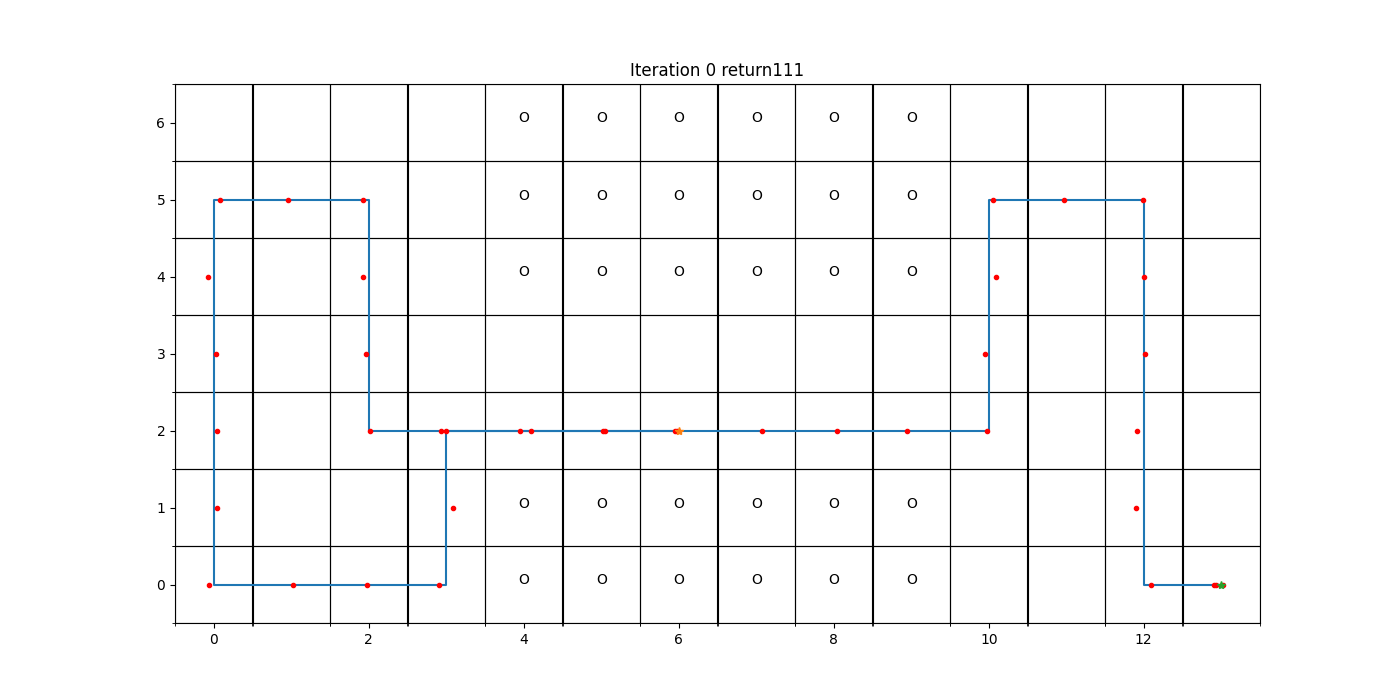 Iteration 0 return111
6 O O O O O O
5 O O O O O O
4 O O O O O O
3
2
1 O O O O O O
0 O O O O O O
0 2 4 6 8 10 12